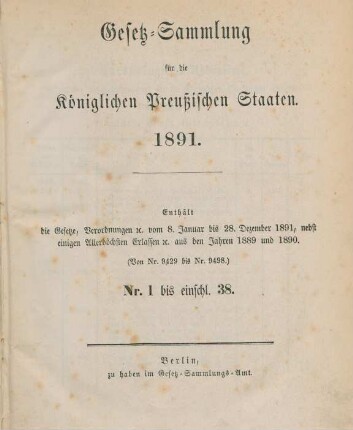 Gesetz-Sammlung
für die
Königlichen Preußischen Staaten.
1891.
Enthält
die Gesetze, Verordnungen ꝛc. vom 8. Januar bis 28. Dezember 1891, nebst
einigen Allerhöchsten Erlassen ꝛc. aus den Jahren 1889 und 1890.
(Von Nr. 9429 bis Nr. 9498.)
Nr. 1 bis einschl. 38.
Berlin,
zu haben im Gesetz-Sammlungs-Amt.